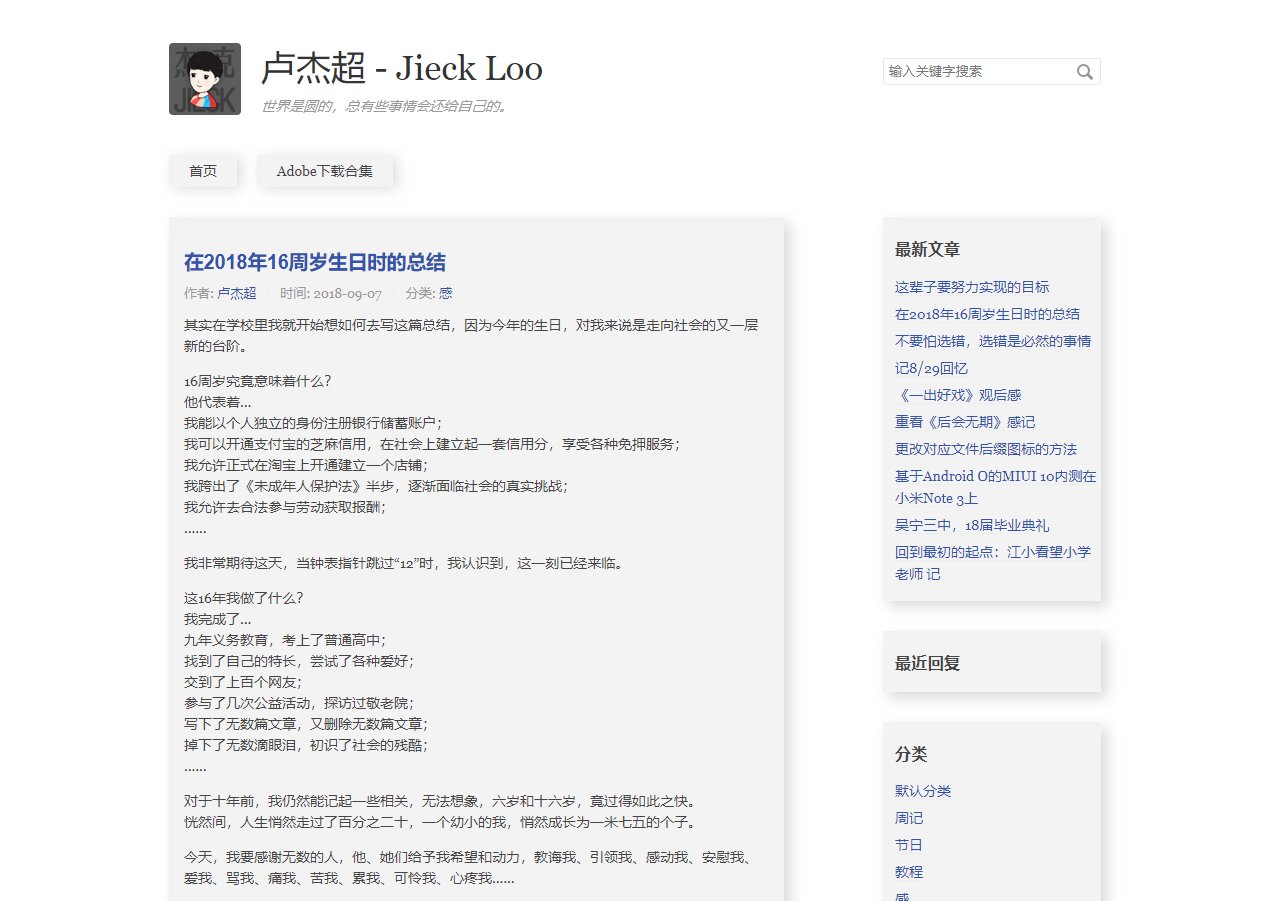 杰克
JIECK
卢杰超 - Jieck Loo
世界是圆的，总有些事情会还给自己的。
输入关键字搜索
首页
Adobe下载合集
在2018年16周岁生日时的总结
作者: 卢杰超 时间: 2018-09-07 分类: 感
其实在学校里我就开始想如何去写这篇总结，因为今年的生日，对我来说是走向社会的又一层
新的台阶。
16周岁究竟意味着什么？
他代表着...
我能以个人独立的身份注册银行储蓄账户；
我可以开通支付宝的芝麻信用，在社会上建立起一套信用分，享受各种免押服务；
我允许正式在淘宝上开通建立一个店铺；
我跨出了《未成年人保护法》半步，逐渐面临社会的真实挑战；
我允许去合法参与劳动获取报酬；
......
我非常期待这天，当钟表指针跳过“12”时，我认识到，这一刻已经来临。
这16年我做了什么？
我完成了...
九年义务教育，考上了普通高中；
找到了自己的特长，尝试了各种爱好；
交到了上百个网友；
参与了几次公益活动，探访过敬老院；
写下了无数篇文章，又删除无数篇文章；
掉下了无数滴眼泪，初识了社会的残酷；
......
对于十年前，我仍然能记起一些相关，无法想象，六岁和十六岁，竟过得如此之快。
恍然间，人生悄然走过了百分之二十，一个幼小的我，悄然成长为一米七五的个子。
今天，我要感谢无数的人，他、她们给予我希望和动力，教诲我、引领我、感动我、安慰我、
爱我、骂我、痛我、苦我、累我、可怜我、心疼我......
最新文章
这辈子要努力实现的目标
在2018年16周岁生日时的总结
不要怕选错，选错是必然的事情
记8/29回忆
《一出好戏》观后感
重看《后会无期》感记
更改对应文件后缀图标的方法
基于Android O的MIUI 10内测在
小米Note 3上
吴宁三中，18届毕业典礼
回到最初的起点：江小看望小学
老师 记
最近回复
分类
默认分类
周记
节日
教程
感